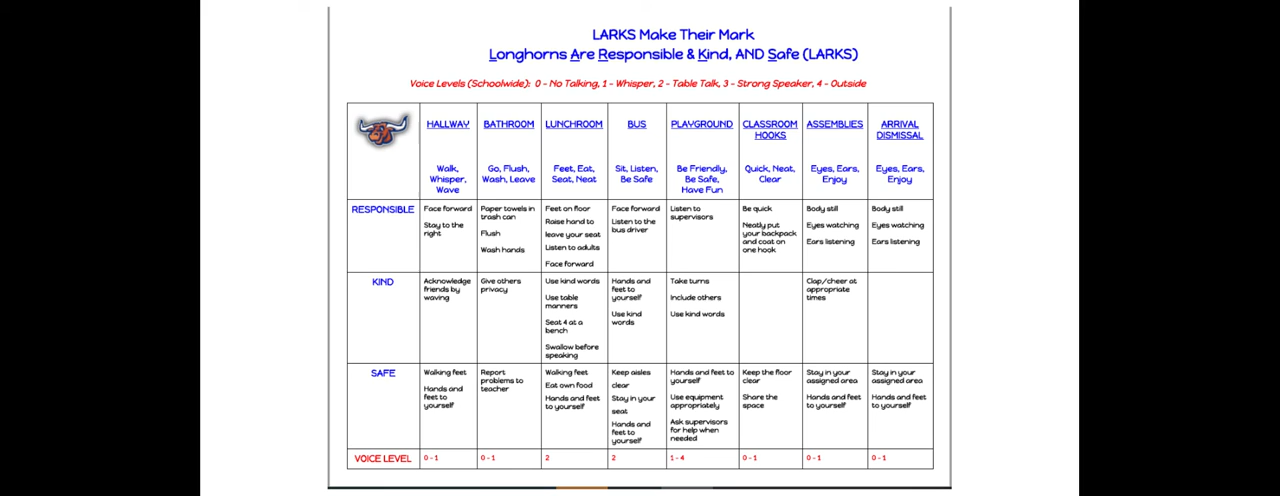 LARKS Make Their Mark
Longhorns Are Responsible & Kind, AND Safe (LARKS)
Voice Levels (Schoolwide): 0 - No Talking, 1 - Whisper, 2 - Table Talk, 3 - Strong Speaker, 4 - Outside
HALLWAY
Walk,
Whisper,
Wave
BATHROOM
Go, Flush,
Wash, Leave
LUNCHROOM
Feet, Eat,
Seat, Neat
BUS
Sit, Listen,
Be Safe
PLAYGROUND
Be Friendly,
Be Safe,
Have Fun
CLASSROOM
HOOKS
Quick, Neat,
Clear
ASSEMBLIES
Eyes, Ears,
Enjoy
ARRIVAL
DISMISSAL
Eyes, Ears,
Enjoy
RESPONSIBLE
Face forward
Stay to the
right
Paper towels in
trash can
Flush
Wash hands
Feet on floor
Raise hand to
leave your seat
Listen to adults
Face forward
Face forward
Listen to the
bus driver
Listen to
supervisors
Be quick
Neatly put
your backpack
and coat on
one hook
Body still
Eyes watching
Ears listening
Body still
Eyes watching
Ears listening
KIND
Acknowledge
friends by
waving
Give others
privacy
Use kind words
Use table
manners
Seat 4 at a
bench
Swallow before
speaking
Hands and
feet to
yourself
Use kind
words
Take turns
Include others
Use kind words
Clap/cheer at
appropriate
times
SAFE
Walking feet
Hands and
feet to
yourself
Report
problems to
teacher
Walking feet
Eat own food
Hands and feet
to yourself
Keep aisles
clear
Stay in your
seat
Hands and
feet to
yourself
Hands and feet to
yourself
Use equipment
appropriately
Ask supervisors
for help when
needed
Keep the floor
clear
Share the
space
Stay in your
assigned area
Hands and feet
to yourself
Stay in your
assigned area
Hands and feet
to yourself
VOICE LEVEL
0 - 1
0 - 1
2
2
1 - 4
0 - 1
0 - 1
0 - 1